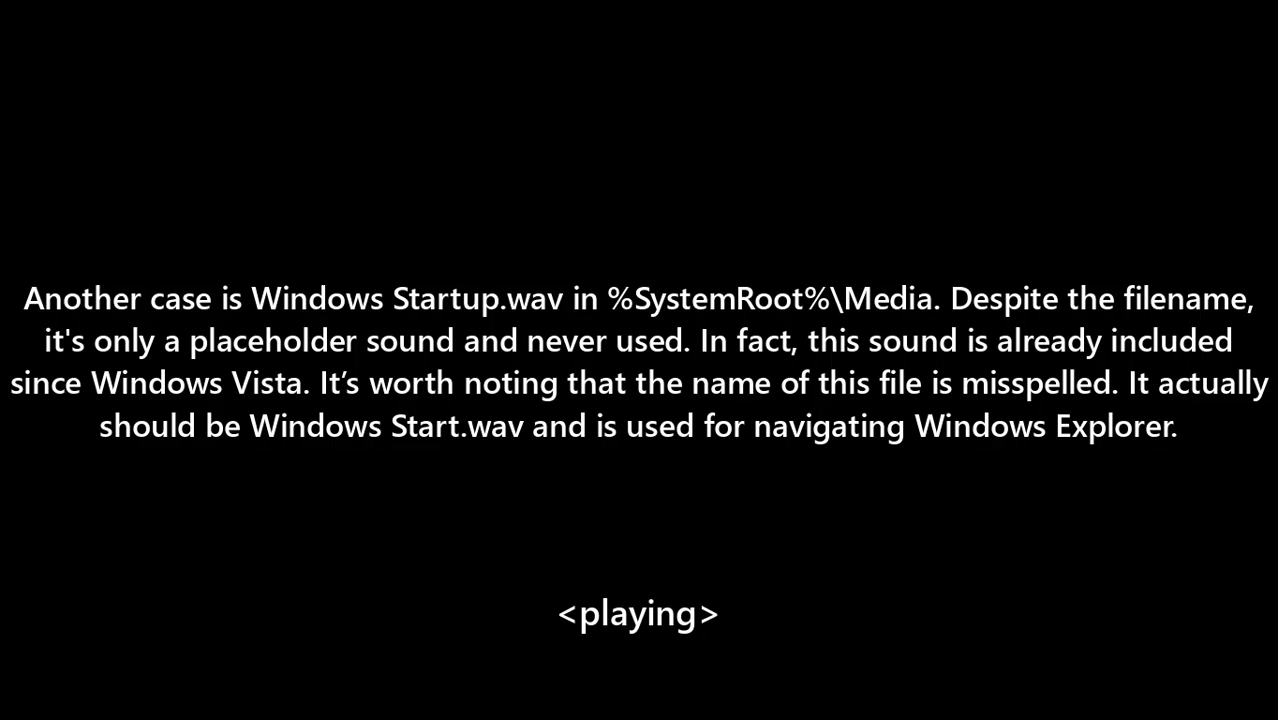 Another case is Windows Startup.wav in %SystemRoot%\Media. Despite the filename,
it's only a placeholder sound and never used. In fact, this sound is already included
since Windows Vista. It’s worth noting that the name of this file is misspelled. It actually
should be Windows Start.wav and is used for navigating Windows Explorer.
<playing>